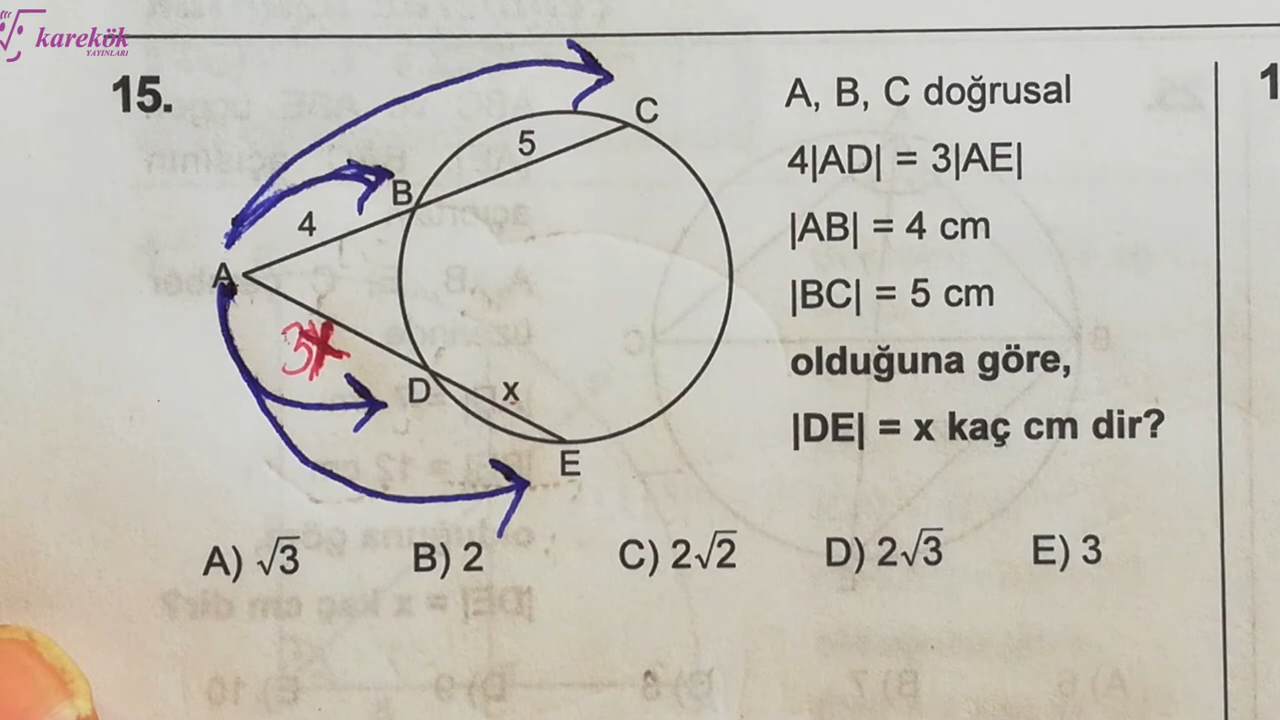 karekök
YAYINLARI
15.
A, B, C doğrusal
4|AD| = 3|AE|
|AB| = 4 cm
|BC| = 5 cm
olduğuna göre,
|DE| = x kaç cm dir?
C
5
B
4
A
3x
D
x
E
A) √3 B) 2 C) 2√2 D) 2√3 E) 3
1